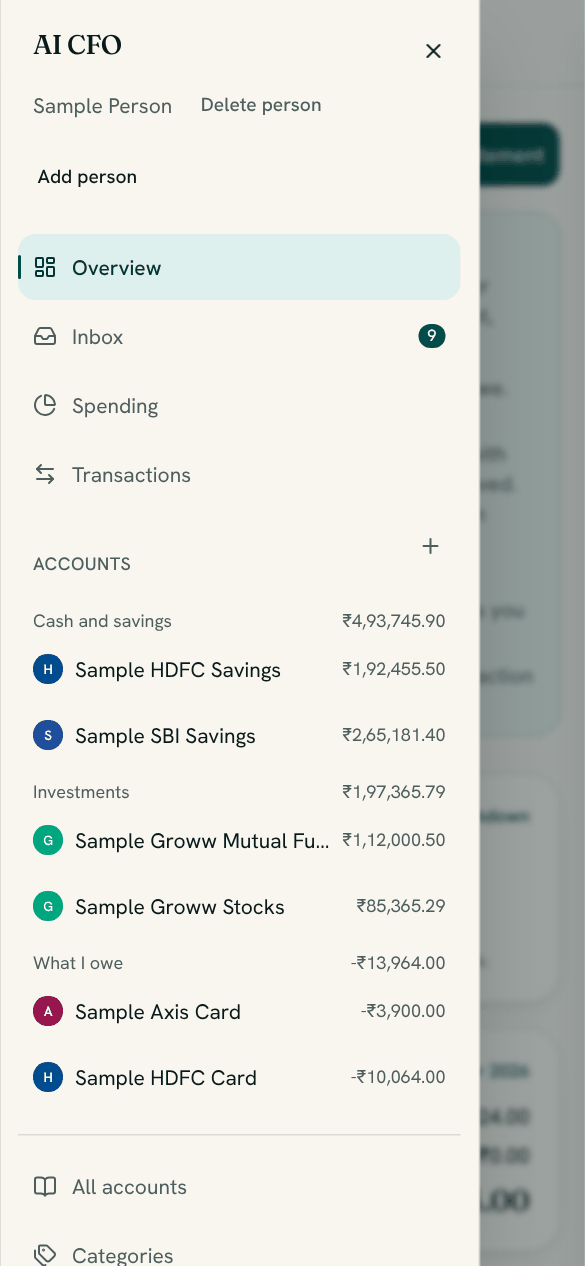 AI CFO
Sample Person Delete person
Add person
Overview
Inbox 9
Spending
Transactions
ACCOUNTS
Cash and savings ₹4,93,745.90
H Sample HDFC Savings ₹1,92,455.50
S Sample SBI Savings ₹2,65,181.40
Investments ₹1,97,365.79
G Sample Groww Mutual Fu... ₹1,12,000.50
G Sample Groww Stocks ₹85,365.29
What I owe -₹13,964.00
A Sample Axis Card -₹3,900.00
H Sample HDFC Card -₹10,064.00
All accounts
Categories